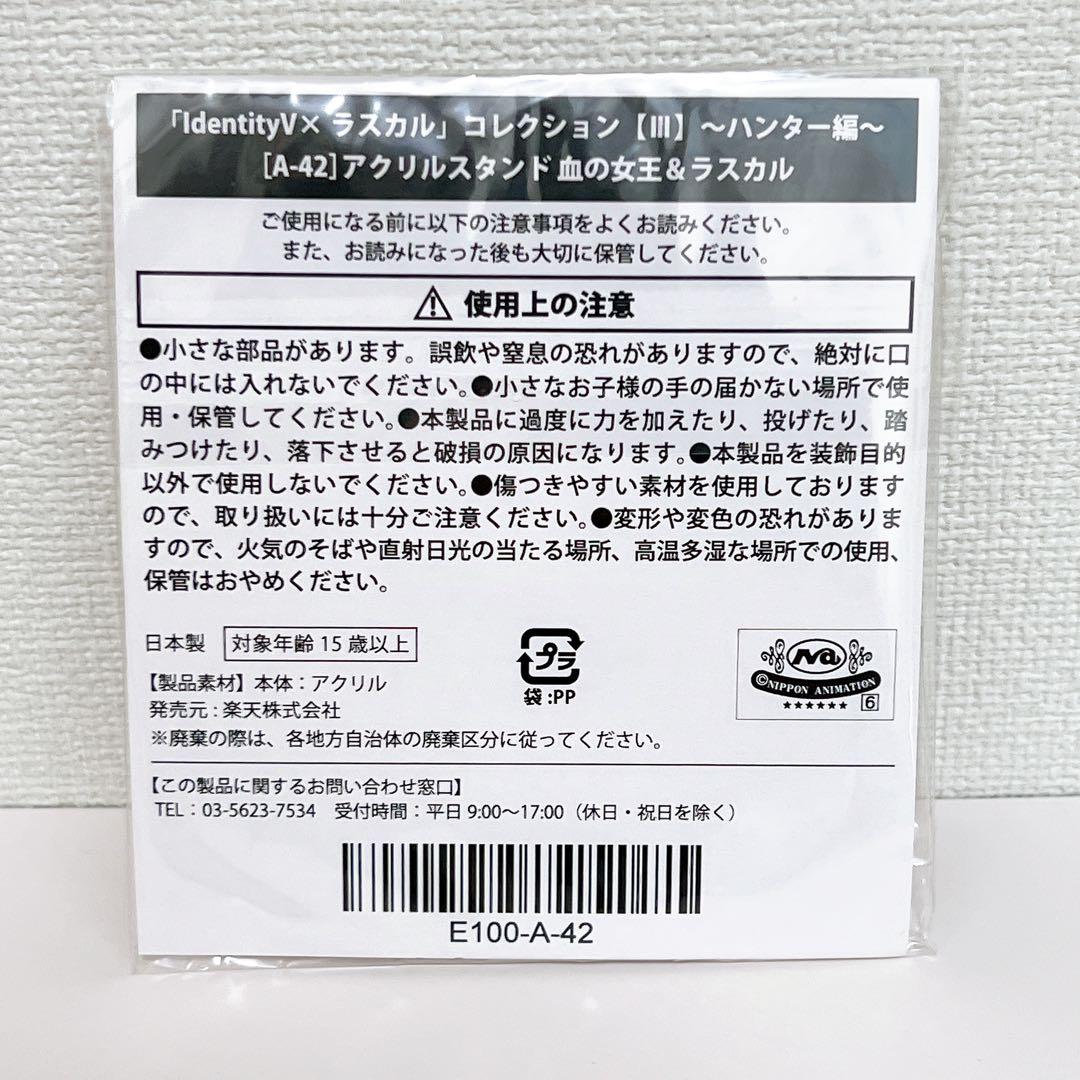 「IdentityV× ラスカル」コレクション【Ⅲ】～ハンター編～
[A-42]アクリルスタンド 血の女王＆ラスカル
ご使用になる前に以下の注意事項をよくお読みください。
また、お読みになった後も大切に保管してください。
⚠ 使用上の注意
●小さな部品があります。誤飲や窒息の恐れがありますので、絶対に口
の中には入れないでください。●小さなお子様の手の届かない場所で使
用・保管してください。●本製品に過度に力を加えたり、投げたり、踏
みつけたり、落下させると破損の原因になります。●本製品を装飾目的
以外で使用しないでください。●傷つきやすい素材を使用しております
ので、取り扱いには十分ご注意ください。●変形や変色の恐れがありま
すので、火気のそばや直射日光の当たる場所、高温多湿な場所での使用、
保管はおやめください。
日本製 対象年齢 15 歳以上
【製品素材】本体：アクリル
発売元：楽天株式会社
※廃棄の際は、各地方自治体の廃棄区分に従ってください。
プラ
袋:PP
Na
©NIPPON ANIMATION
★★★★★★ 6
【この製品に関するお問い合わせ窓口】
TEL：03-5623-7534 受付時間：平日 9:00～17:00（休日・祝日を除く）
E100-A-42